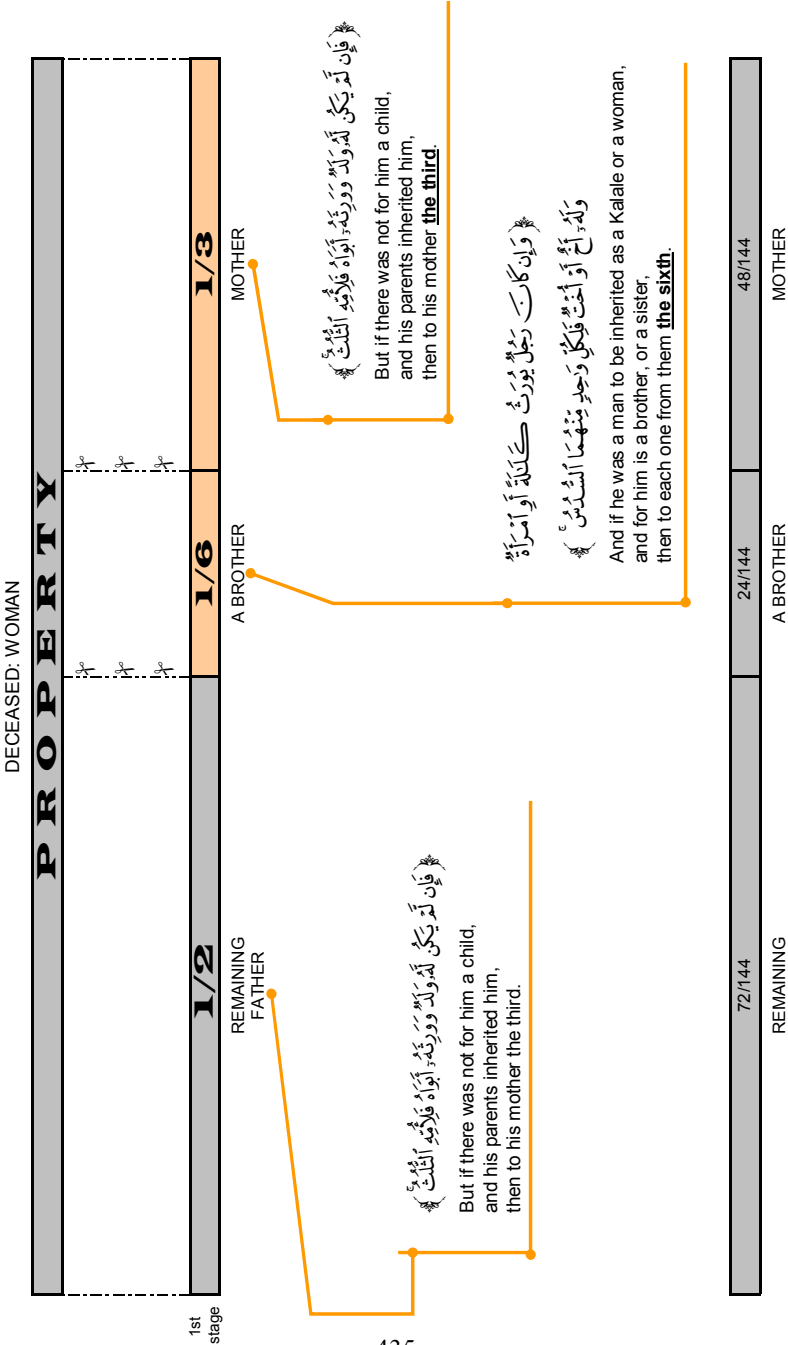 DECEASED: WOMAN
PROPERTY
1st
stage
1/2
1/6
1/3
REMAINING
FATHER
A BROTHER
MOTHER
﴿ فَإِن لَّمْ يَكُن لَّهُۥ وَلَدٌ وَوَرِثَهُۥٓ أَبَوَاهُ فَلِأُمِّهِ ٱلثُّلُثُ ۚ ﴾
But if there was not for him a child,
and his parents inherited him,
then to his mother the third.
﴿ وَإِن كَانَ رَجُلٌ يُورَثُ كَلَٰلَةً أَوِ ٱمْرَأَةٌ
وَلَهُۥٓ أَخٌ أَوْ أُخْتٌ فَلِكُلِّ وَٰحِدٍ مِّنْهُمَا ٱلسُّدُسُ ۚ ﴾
And if he was a man to be inherited as a Kalale or a woman,
and for him is a brother, or a sister,
then to each one from them the sixth.
﴿ فَإِن لَّمْ يَكُن لَّهُۥ وَلَدٌ وَوَرِثَهُۥٓ أَبَوَاهُ فَلِأُمِّهِ ٱلثُّلُثُ ۚ ﴾
But if there was not for him a child,
and his parents inherited him,
then to his mother the third.
72/144
24/144
48/144
REMAINING
A BROTHER
MOTHER